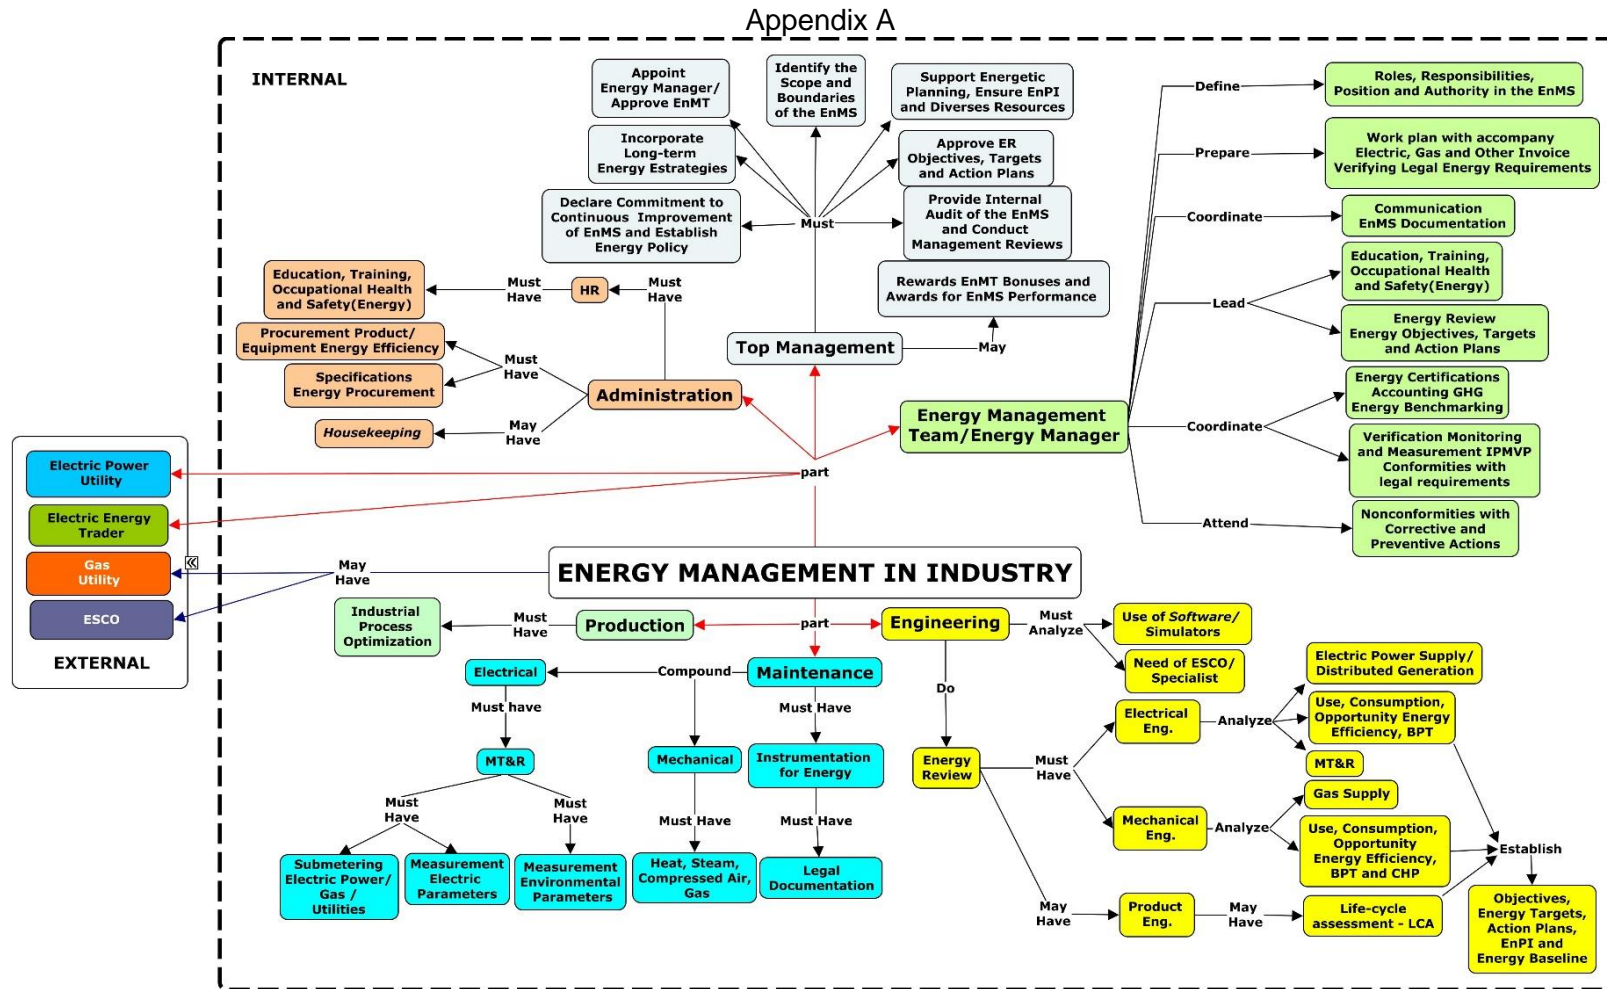 Appendix A
INTERNAL
Appoint
Energy Manager/
Approve EnMT
Identify the
Scope and
Boundaries
of the EnMS
Support Energetic
Planning, Ensure EnPI
and Diverses Resources
Incorporate
Long-term
Energy Estrategies
Approve ER
Objectives, Targets
and Action Plans
Declare Commitment to
Continuous Improvement
of EnMS and Establish
Energy Policy
Must
Provide Internal
Audit of the EnMS
and Conduct
Management Reviews
Rewards EnMT Bonuses and
Awards for EnMS Performance
Top Management
May
Education, Training,
Occupational Health
and Safety(Energy)
Must
Have
HR
Must
Have
Procurement Product/
Equipment Energy Efficiency
Specifications
Energy Procurement
Must
Have
Administration
Housekeeping
May
Have
Energy Management
Team/Energy Manager
Define
Roles, Responsibilities,
Position and Authority in the EnMS
Prepare
Work plan with accompany
Electric, Gas and Other Invoice
Verifying Legal Energy Requirements
Coordinate
Communication
EnMS Documentation
Lead
Education, Training,
Occupational Health
and Safety(Energy)
Energy Review
Energy Objectives, Targets
and Action Plans
Coordinate
Energy Certifications
Accounting GHG
Energy Benchmarking
Verification Monitoring
and Measurement IPMVP
Conformities with
legal requirements
Attend
Nonconformities with
Corrective and
Preventive Actions
part
Electric Power
Utility
Electric Energy
Trader
Gas
Utility
ESCO
EXTERNAL
May
Have
ENERGY MANAGEMENT IN INDUSTRY
Industrial
Process
Optimization
Must
Have
Production
part
Engineering
Must
Analyze
Use of Software/
Simulators
Need of ESCO/
Specialist
Electrical
Compound
Maintenance
Must have
MT&R
Must
Have
Must
Have
Submetering
Electric Power/
Gas /
Utilities
Measurement
Electric
Parameters
Measurement
Environmental
Parameters
Mechanical
Must Have
Heat, Steam,
Compressed Air,
Gas
Must Have
Instrumentation
for Energy
Must Have
Legal
Documentation
Do
Energy
Review
Must
Have
Electrical
Eng.
Analyze
Electric Power Supply/
Distributed Generation
Use, Consumption,
Opportunity Energy
Efficiency, BPT
MT&R
Mechanical
Eng.
Analyze
Gas Supply
Use, Consumption,
Opportunity
Energy Efficiency,
BPT and CHP
May
Have
Product
Eng.
May
Have
Life-cycle
assessment - LCA
Establish
Objectives,
Energy Targets,
Action Plans,
EnPI and
Energy Baseline